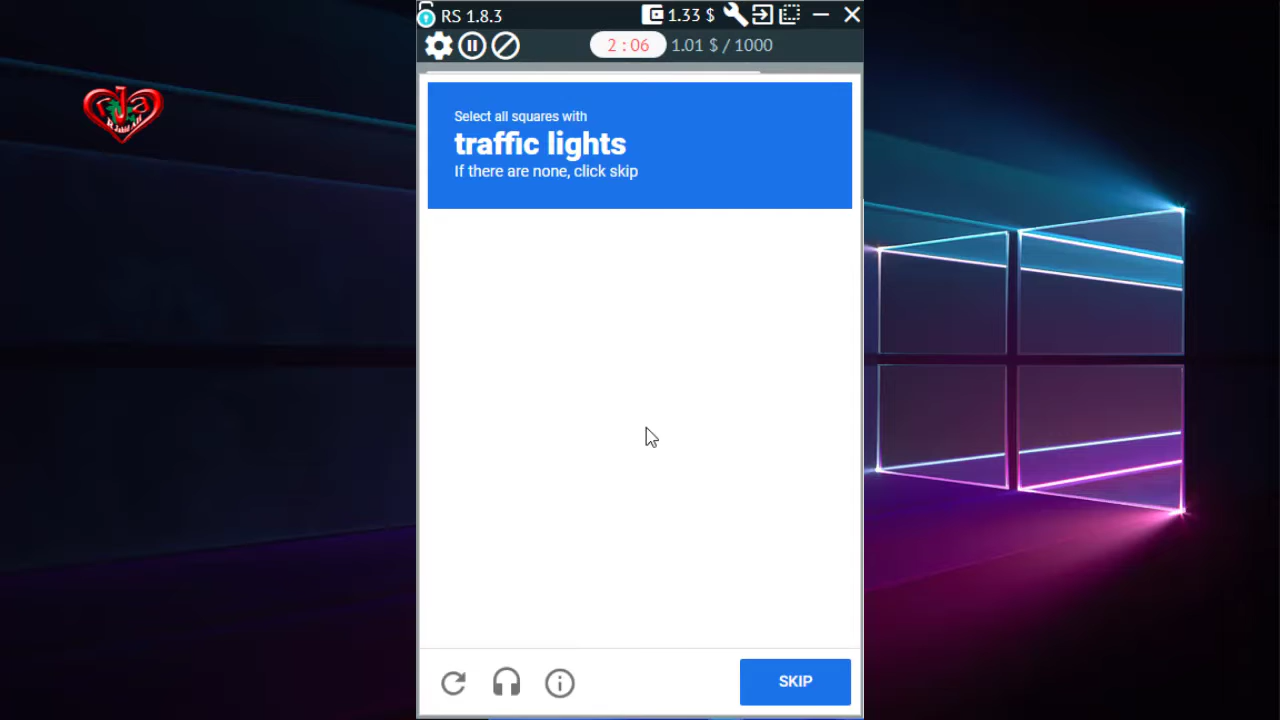 RS 1.8.3
1.33 $
2 : 06
1.01 $ / 1000
rja
Select all squares with
traffic lights
If there are none, click skip
SKIP